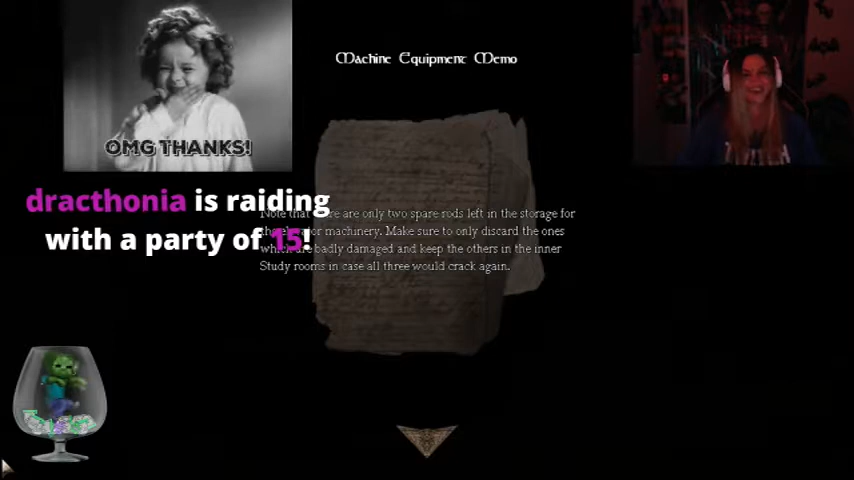 Machine Equipment Memo
OMG THANKS!
dracthonia is raiding
with a party of 15!
Note that are only two spare rods left in the storage for
machinery. Make sure to only discard the ones
which are badly damaged and keep the others in the inner
Study rooms in case all three would crack again.